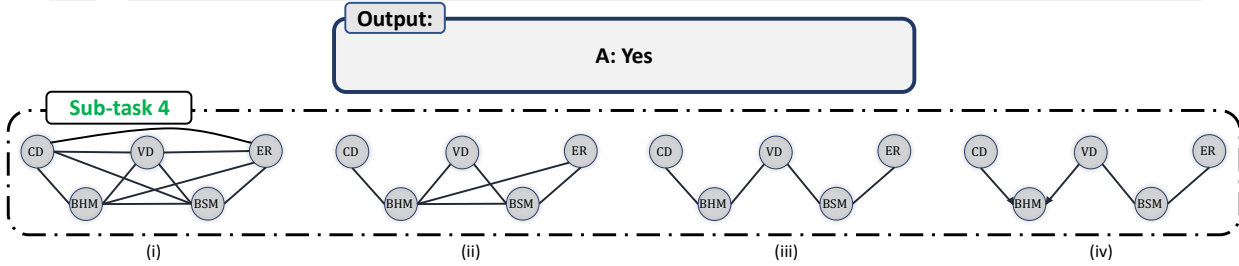 Output:
A: Yes
Sub-task 4
CD VD ER
BHM BSM
CD VD ER
BHM BSM
CD VD ER
BHM BSM
CD VD ER
BHM BSM
(i) (ii) (iii) (iv)